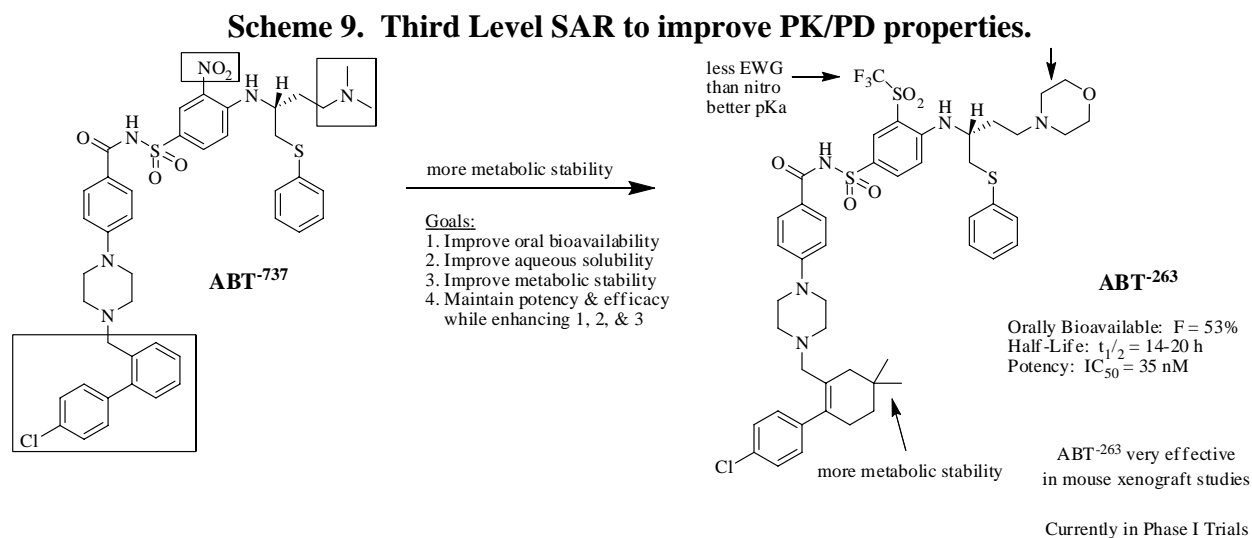 Scheme 9. Third Level SAR to improve PK/PD properties.
NO2
H
N
H
N
O
H
N
S
O
O
S
N
N
Cl
ABT-737
more metabolic stability
Goals:
1. Improve oral bioavailability
2. Improve aqueous solubility
3. Improve metabolic stability
4. Maintain potency & efficacy
while enhancing 1, 2, & 3
less EWG
than nitro
better pKa
F3C
SO2
H
N
H
N
O
O
H
N
S
O
O
S
N
N
Cl
more metabolic stability
ABT-263
Orally Bioavailable: F = 53%
Half-Life: t1/2 = 14-20 h
Potency: IC50 = 35 nM
ABT-263 very effective
in mouse xenograft studies
Currently in Phase I Trials